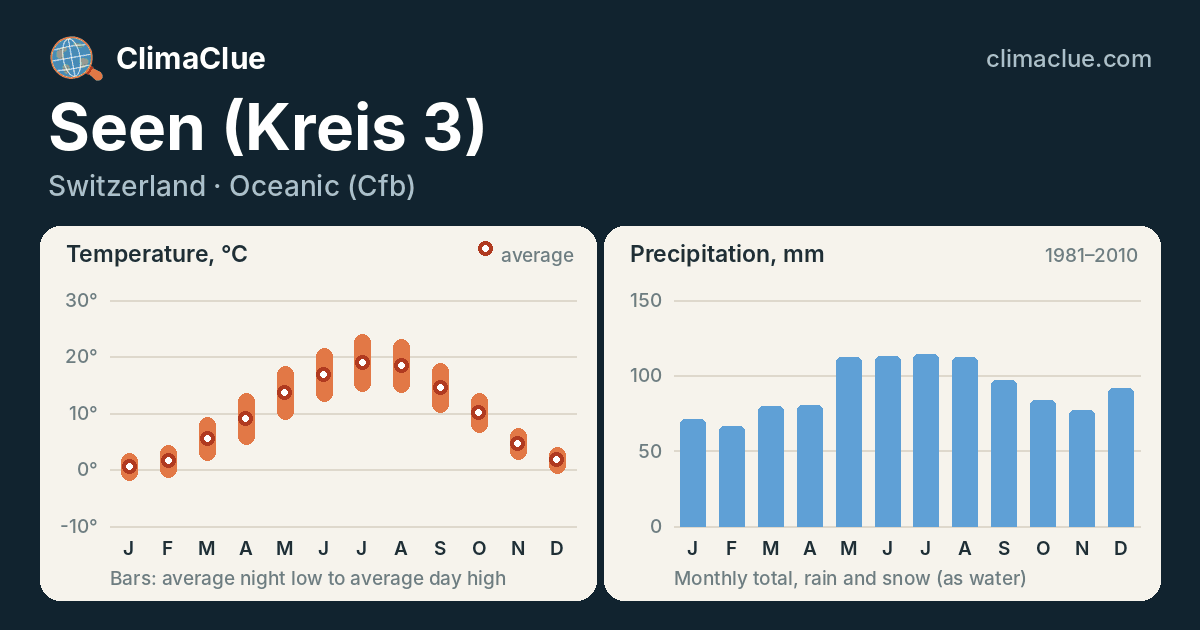 ClimaClue
climaclue.com
Seen (Kreis 3)
Switzerland · Oceanic (Cfb)
Temperature, °C
average
30°
20°
10°
0°
-10°
J F M A M J J A S O N D
Bars: average night low to average day high
Precipitation, mm
1981–2010
150
100
50
0
J F M A M J J A S O N D
Monthly total, rain and snow (as water)